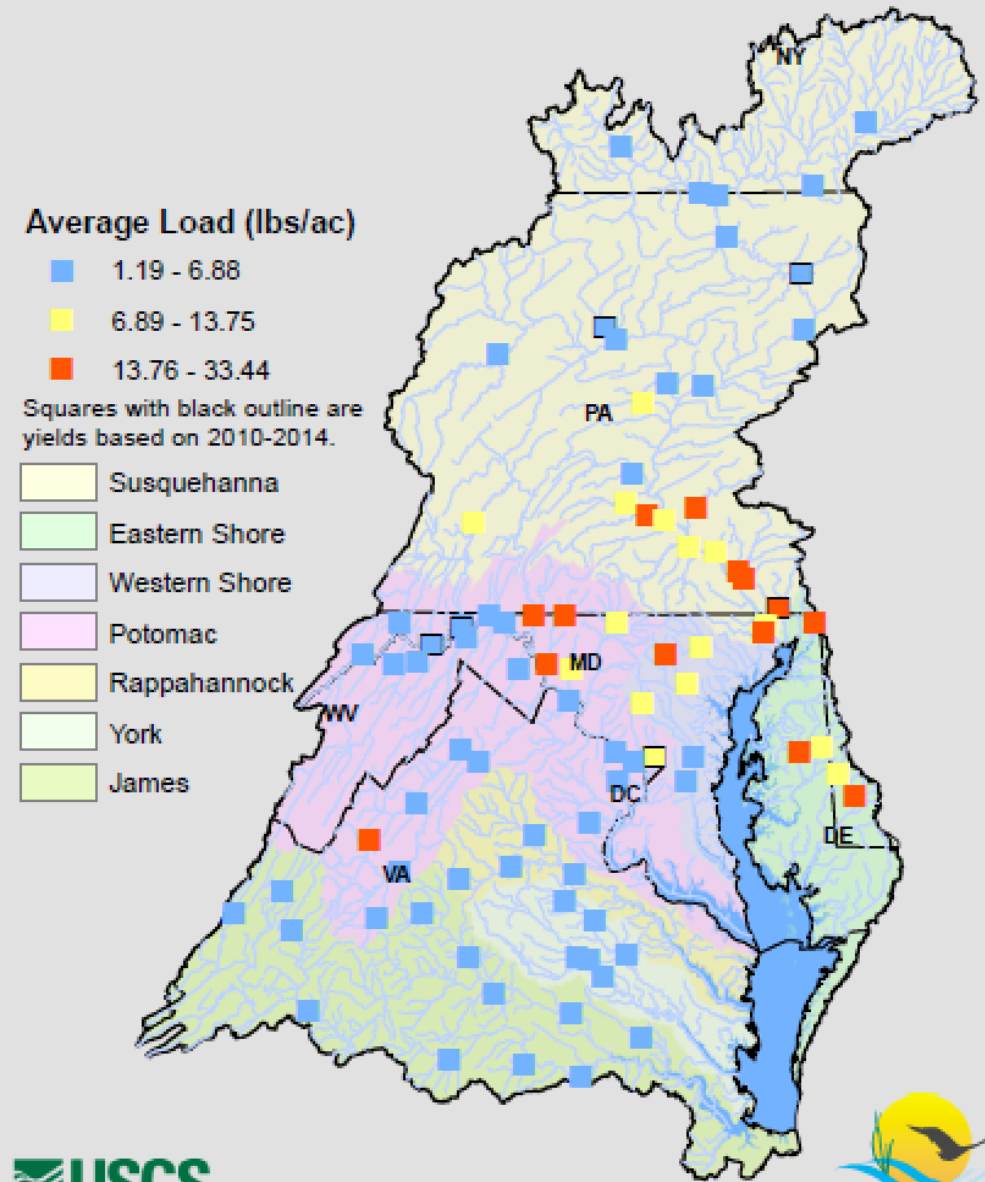 NY
Average Load (lbs/ac)
1.19 - 6.88
6.89 - 13.75
13.76 - 33.44
Squares with black outline are
yields based on 2010-2014.
PA
Susquehanna
Eastern Shore
Western Shore
Potomac
MD
Rappahannock
WV
York
James
DC
DE
VA
USGS